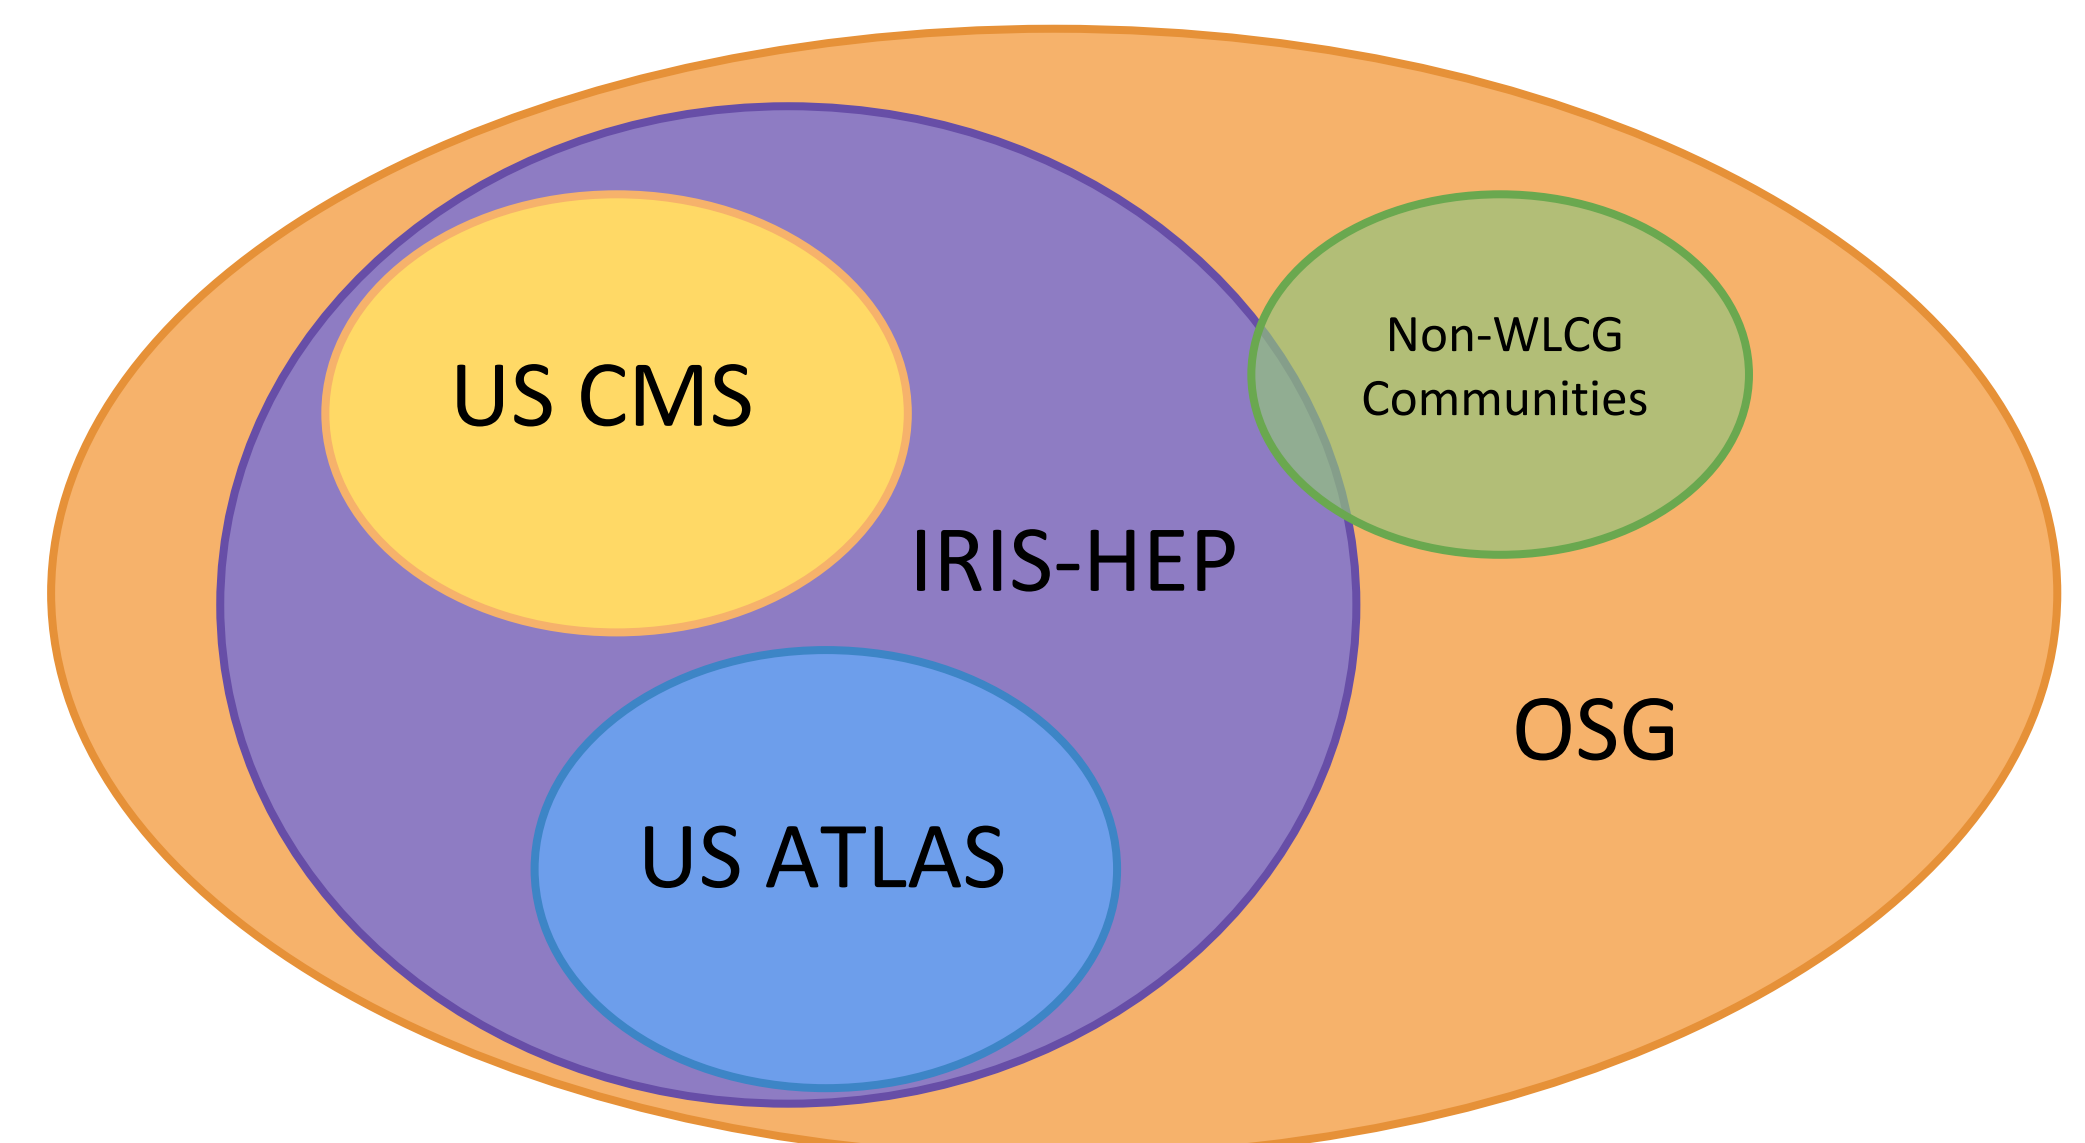 US CMS
Non-WLCG
Communities
IRIS-HEP
OSG
US ATLAS